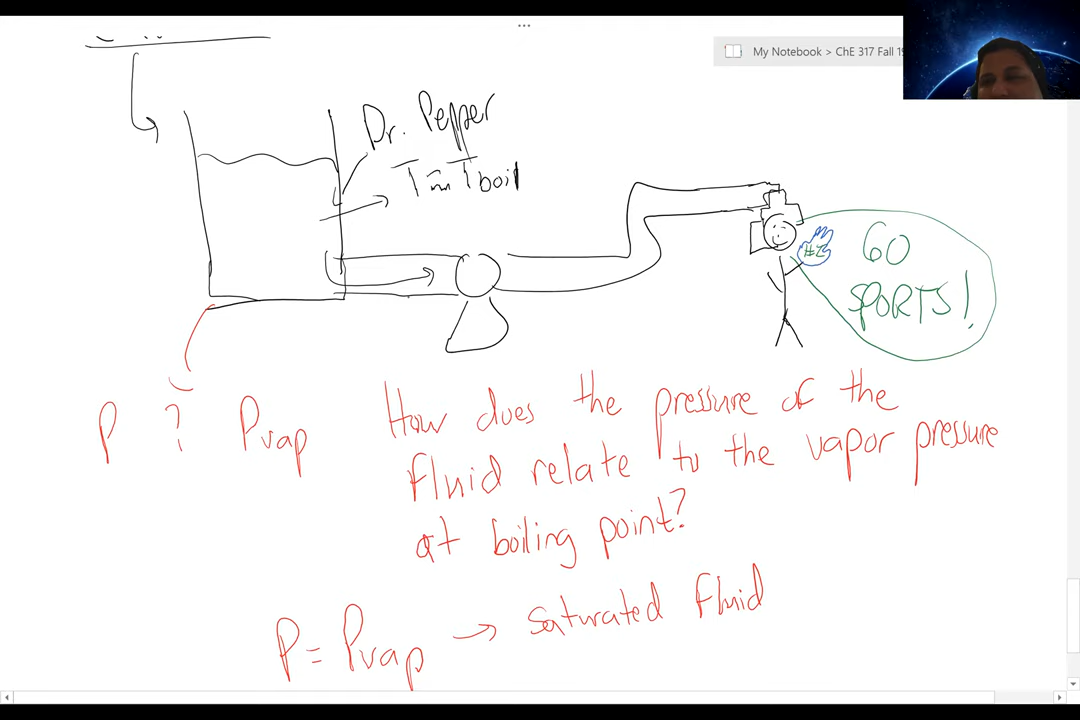 My Notebook > ChE 317 Fall 19
Dr. Pepper
T ≈ Tboil
#1
GO
SPORTS!
P ? Pvap
How does the pressure of the
fluid relate to the vapor pressure
at boiling point?
P = Pvap → saturated fluid